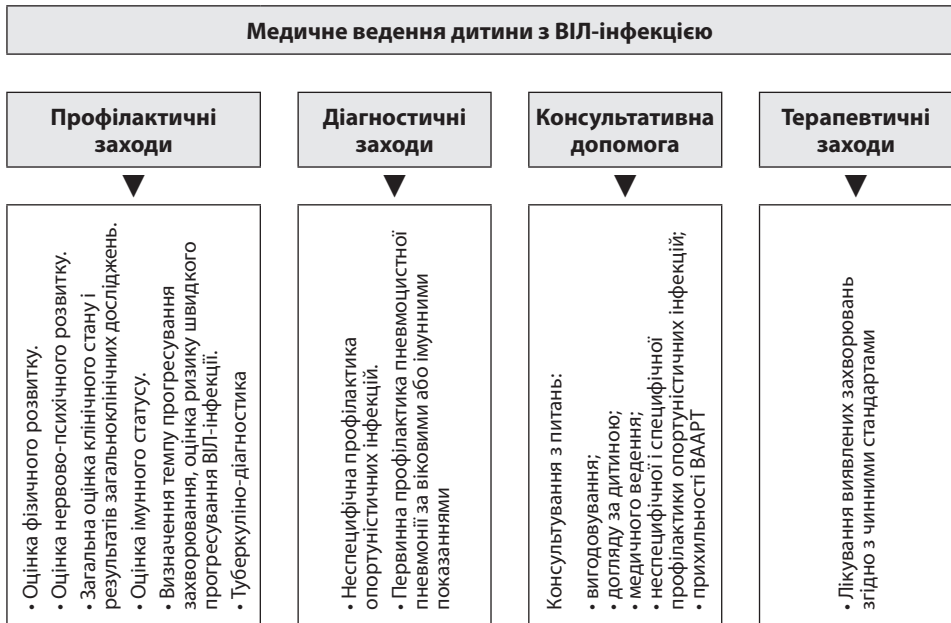 Медичне ведення дитини з ВІЛ-інфекцією
Профілактичні
заходи
Діагностичні
заходи
Консультативна
допомога
Терапевтичні
заходи
• Оцінка фізичного розвитку.
• Оцінка нервово-психічного розвитку.
• Загальна оцінка клінічного стану і
результатів загальноклінічних досліджень.
• Оцінка імунного статусу.
• Визначення темпу прогресування
захворювання, оцінка ризику швидкого
прогресування ВІЛ-інфекції.
• Туберкуліно-діагностика
• Неспецифічна профілактика
опортуністичних інфекцій.
• Первинна профілактика пневмоцистної
пневмонії за віковими або імунними
показаннями
Консультування з питань:
• вигодовування;
• догляду за дитиною;
• медичного ведення;
• неспецифічної і специфічної
профілактики опортуністичних інфекцій;
• прихильності ВААРТ
• Лікування виявлених захворювань
згідно з чинними стандартами